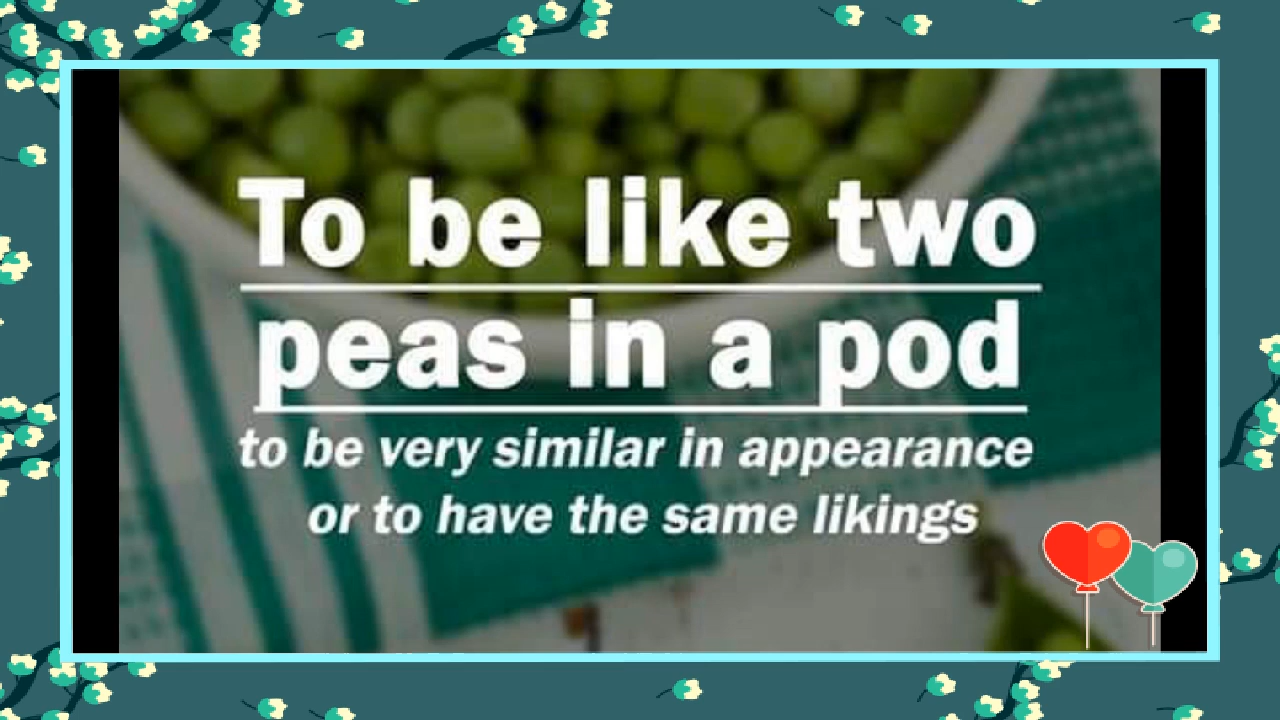 To be like two
peas in a pod
to be very similar in appearance
or to have the same likings